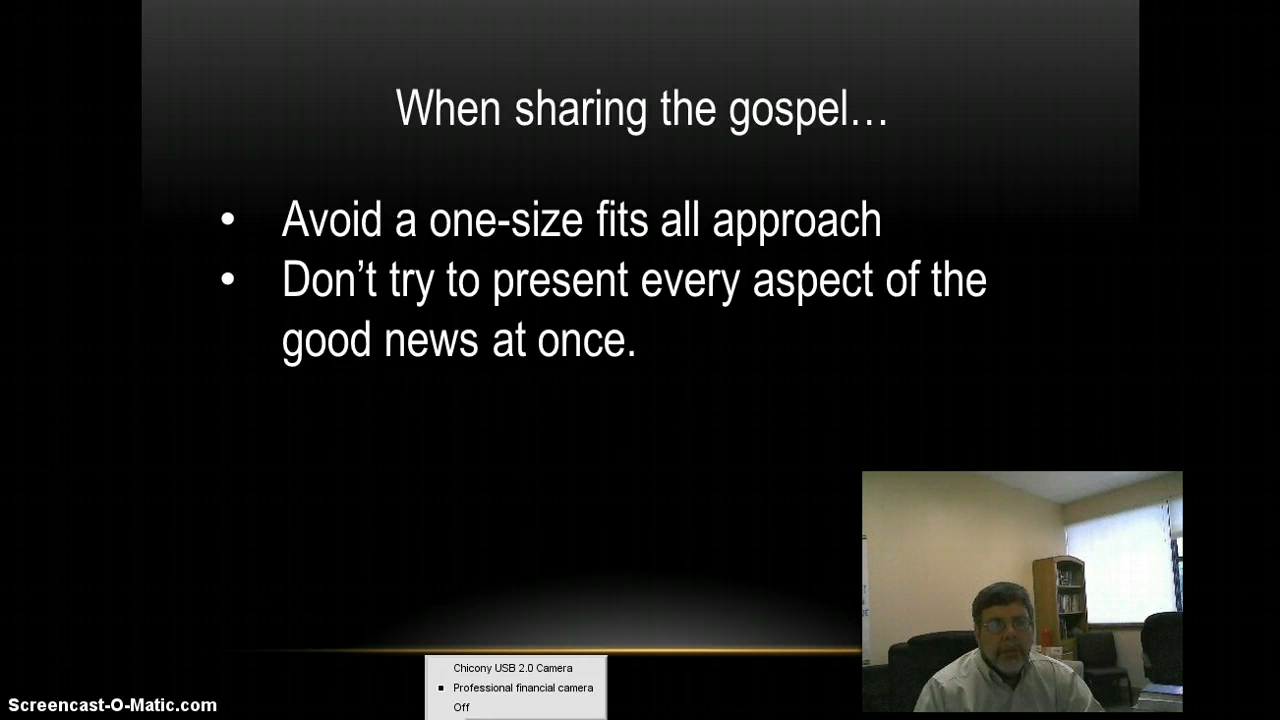 When sharing the gospel…
• Avoid a one-size fits all approach
• Don’t try to present every aspect of the
good news at once.
Chicony USB 2.0 Camera
▪ Professional financial camera
Off
Screencast-O-Matic.com